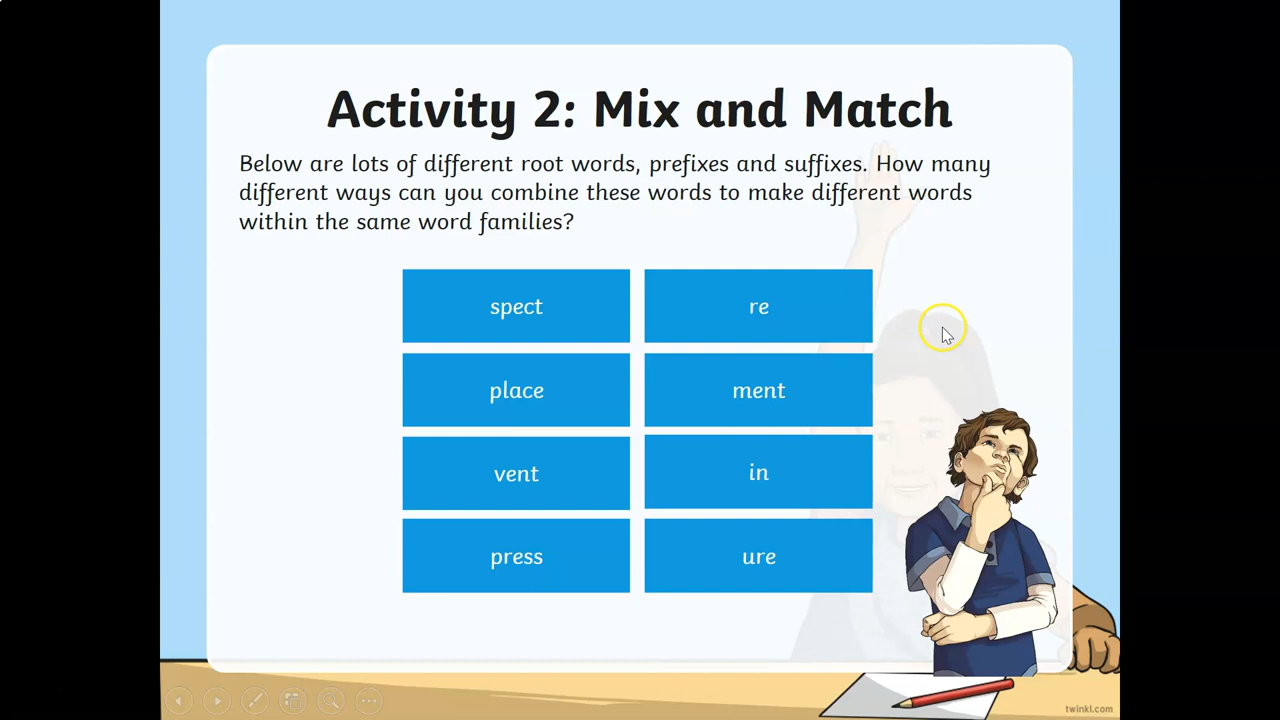 Activity 2: Mix and Match
Below are lots of different root words, prefixes and suffixes. How many
different ways can you combine these words to make different words
within the same word families?
spect re
place ment
vent in
press ure
twinkl.com